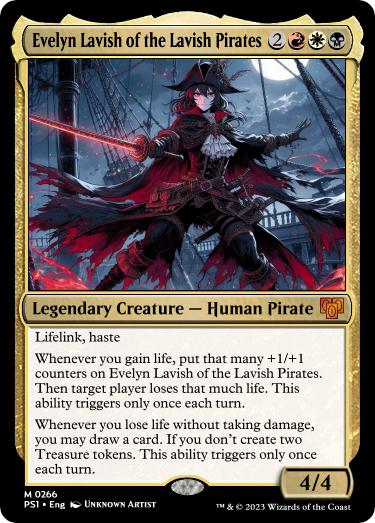 Evelyn Lavish of the Lavish Pirates 2
Legendary Creature — Human Pirate
Lifelink, haste
Whenever you gain life, put that many +1/+1
counters on Evelyn Lavish of the Lavish Pirates.
Then target player loses that much life. This
ability triggers only once each turn.
Whenever you lose life without taking damage,
you may draw a card. If you don't create two
Treasure tokens. This ability triggers only once
each turn.
4/4
M 0266
PS1 • Eng Unknown Artist
™ & © 2023 Wizards of the Coast